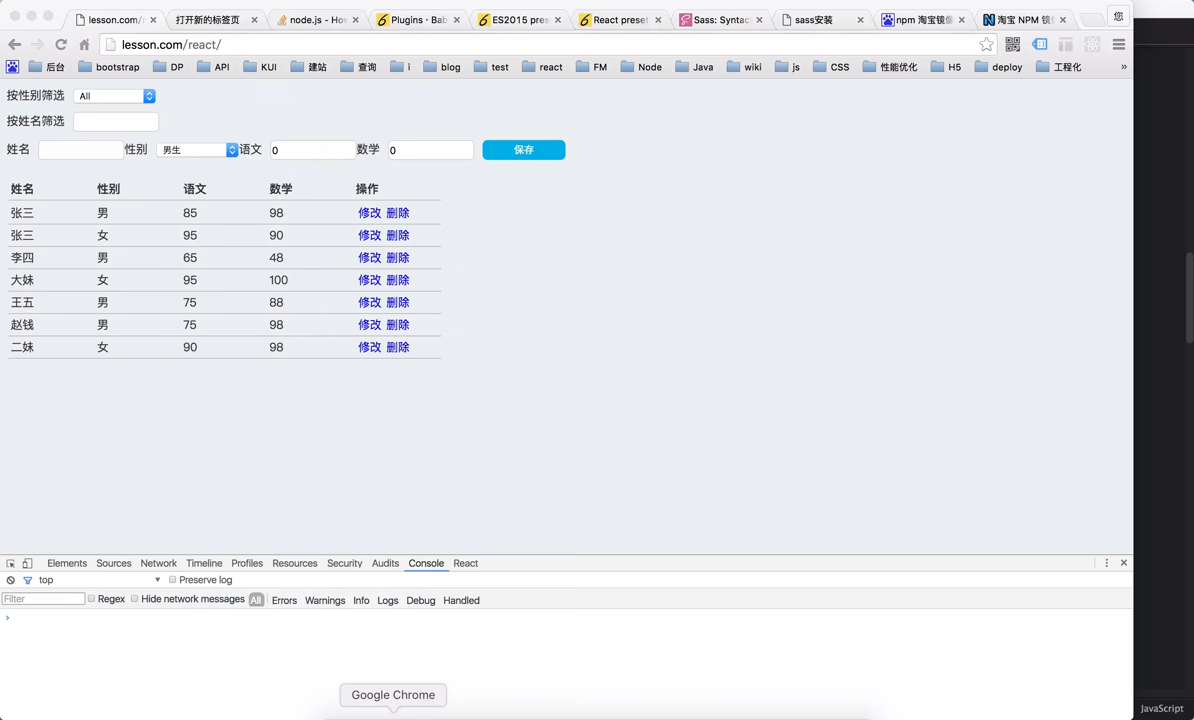 lesson.com/r
打开新的标签页
node.js - Hov
Plugins · Bab
ES2015 pres
React preset
Sass: Syntac
sass安装
npm 淘宝镜像
淘宝 NPM 镜
您
lesson.com/react/
后台 bootstrap DP API KUI 建站 查询 i blog test react FM Node Java wiki js CSS 性能优化 H5 deploy 工程化 »
按性别筛选 All
按姓名筛选
姓名 性别 男生 语文 0 数学 0 保存
姓名 性别 语文 数学 操作
张三 男 85 98 修改 删除
张三 女 95 90 修改 删除
李四 男 65 48 修改 删除
大妹 女 95 100 修改 删除
王五 男 75 88 修改 删除
赵钱 男 75 98 修改 删除
二妹 女 90 98 修改 删除
Elements Sources Network Timeline Profiles Resources Security Audits Console React
top Preserve log
Filter Regex Hide network messages All Errors Warnings Info Logs Debug Handled
Google Chrome
JavaScript